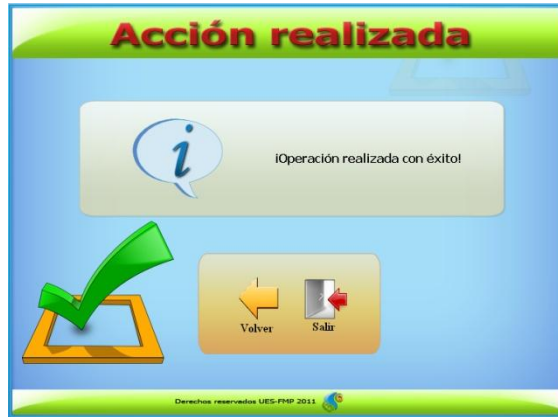 Acción realizada
¡Operación realizada con éxito!
Volver
Salir
Derechos reservados UES-FMP 2011